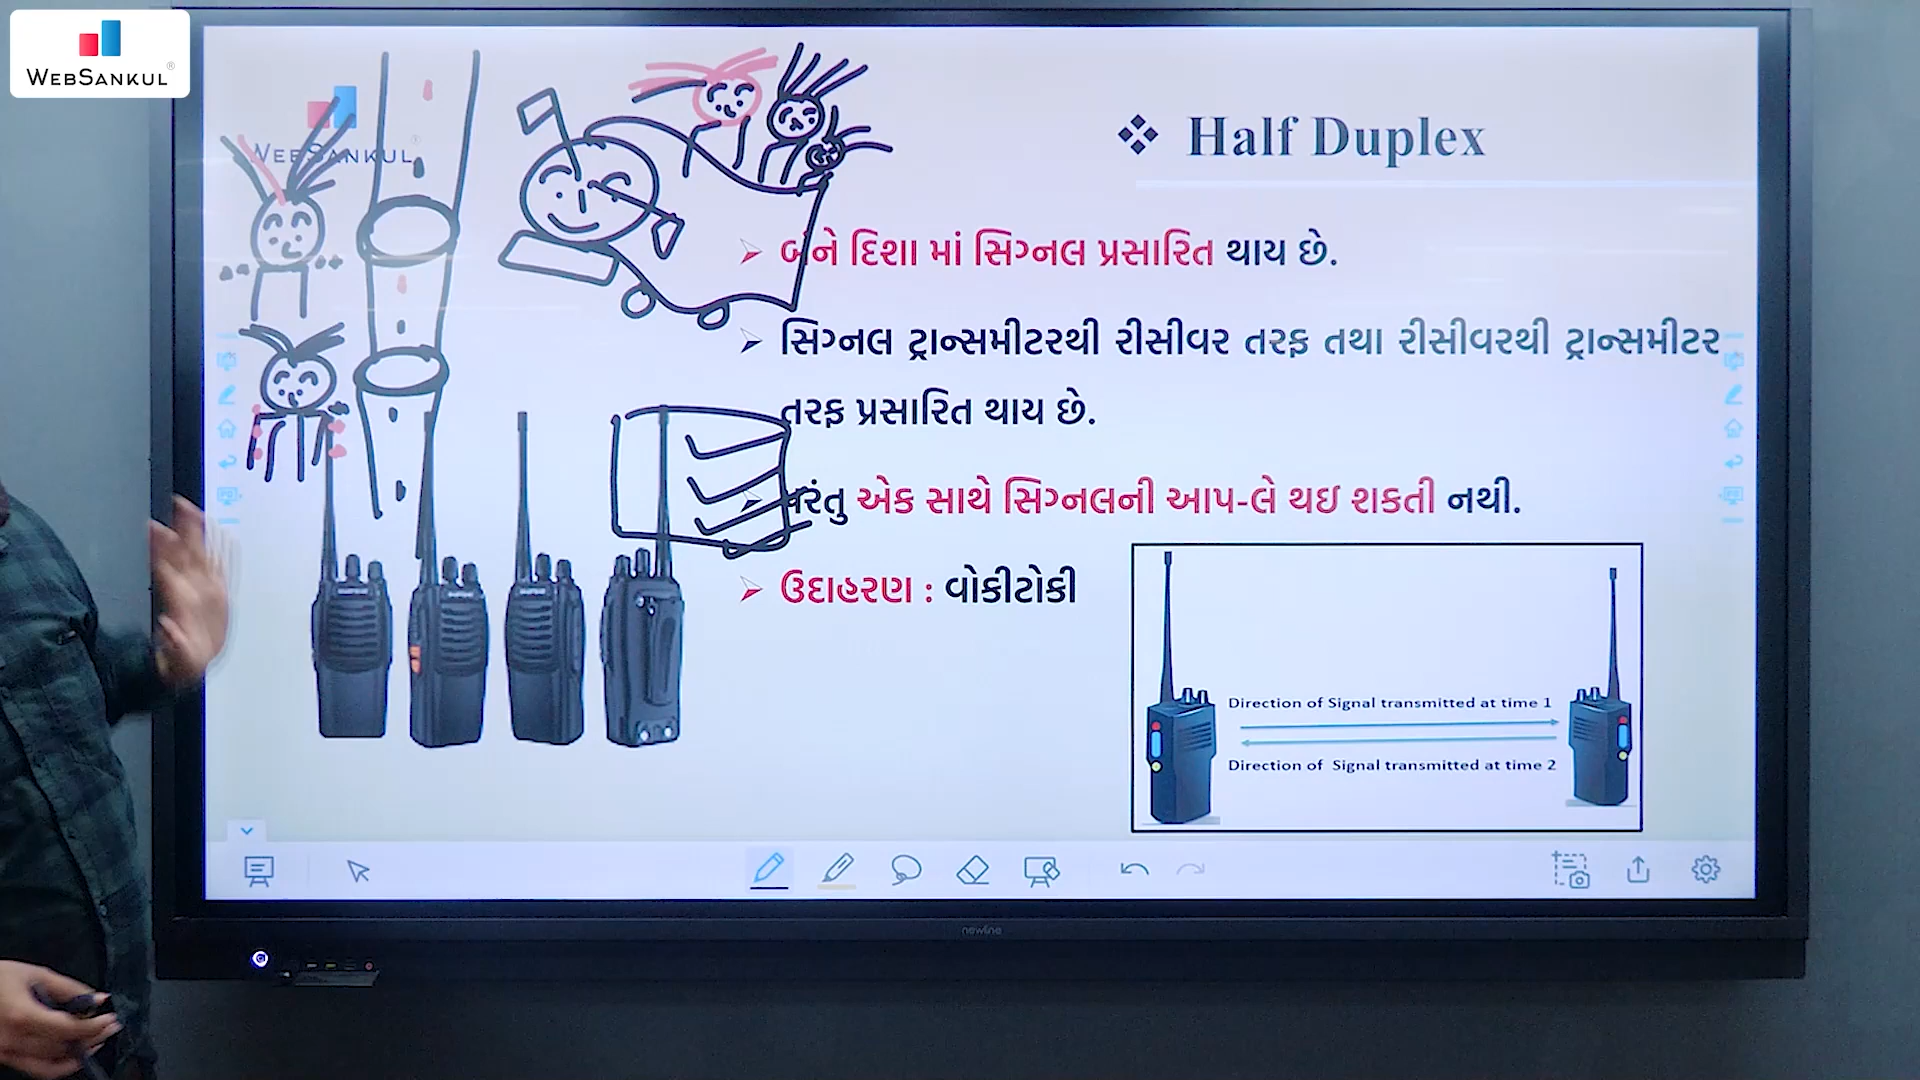 WEBSANKUL®
WEBSANKUL
❖ Half Duplex
➢ બંને દિશા માં સિગ્નલ પ્રસારિત થાય છે.
➢ સિગ્નલ ટ્રાન્સમીટરથી રીસીવર તરફ તથા રીસીવરથી ટ્રાન્સમીટર
તરફ પ્રસારિત થાય છે.
➢ પરંતુ એક સાથે સિગ્નલની આપ-લે થઇ શકતી નથી.
➢ ઉદાહરણ : વોકીટોકી
Direction of Signal transmitted at time 1
Direction of Signal transmitted at time 2
newline